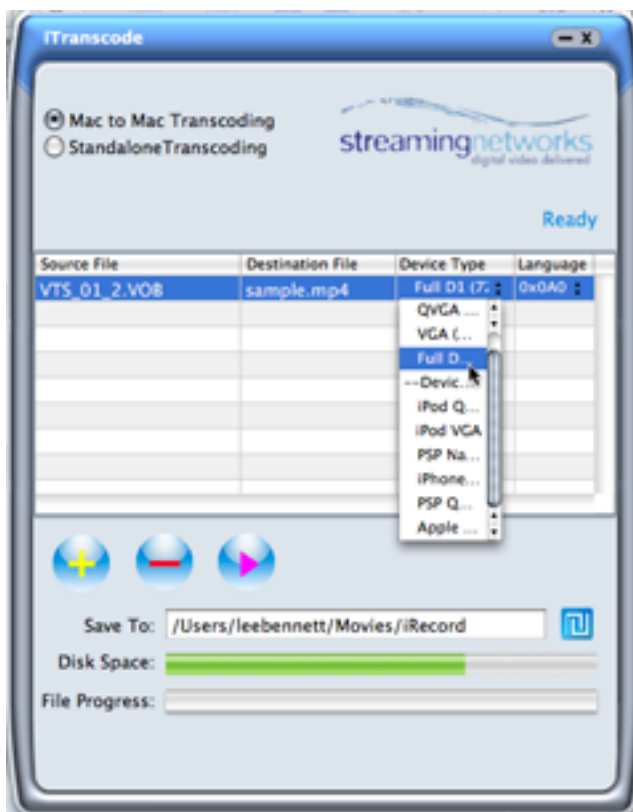 iTranscode
Mac to Mac Transcoding
StandaloneTranscoding
streamingnetworks
digital video delivered
Ready
Source File Destination File Device Type Language
VTS_01_2.VOB sample.mp4 Full D1 (72 0x0A0
QVGA ...
VGA (...
Full D...
--Devic...
iPod Q...
iPod VGA
PSP Na...
iPhone...
PSP Q...
Apple ...
Save To: /Users/leebennett/Movies/iRecord
Disk Space:
File Progress: